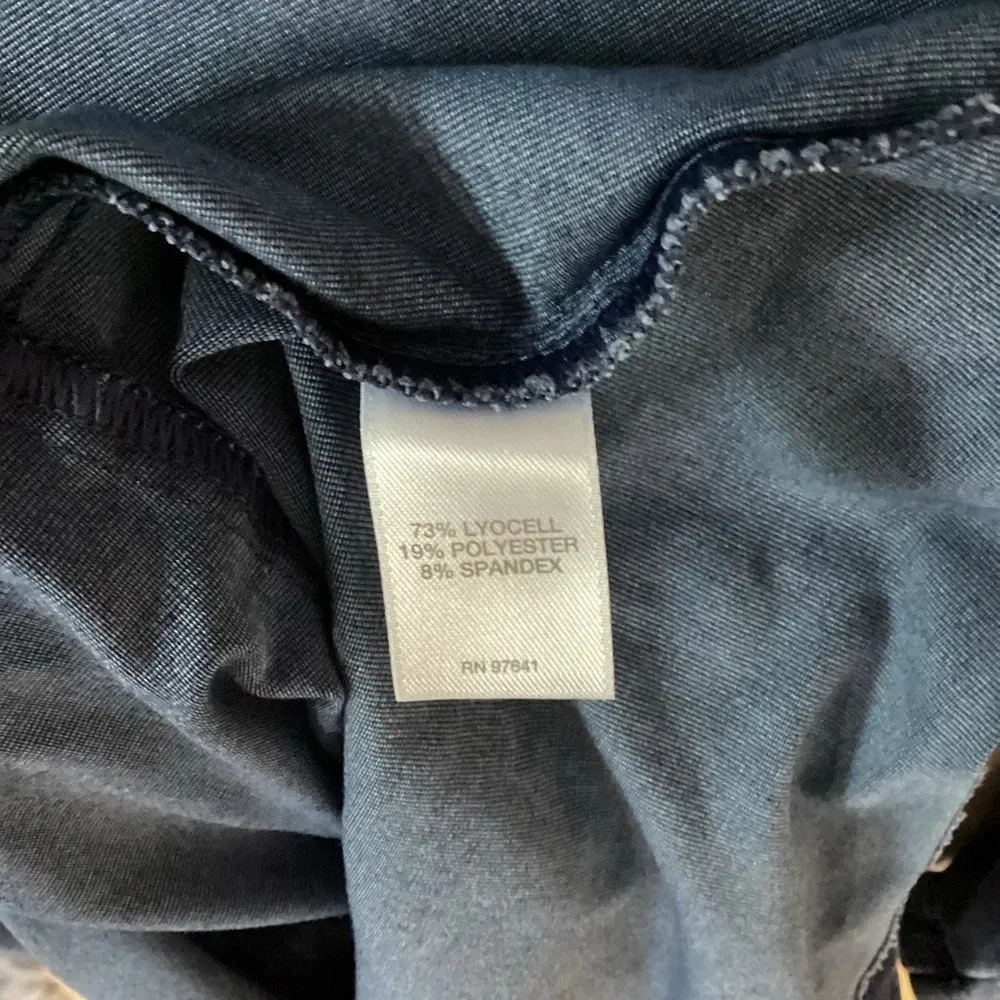 73% LYOCELL
19% POLYESTER
8% SPANDEX
RN 97641